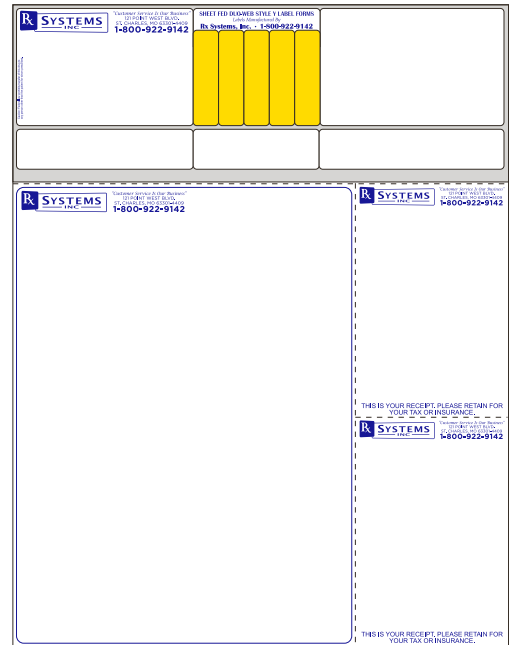 Rx SYSTEMS INC
"Customer Service Is Our Business"
121 POINT WEST BLVD.
ST. CHARLES, MO 63301-4409
1-800-922-9142
SHEET FED DUO-WEB STYLE Y LABEL FORMS
Labels Manufactured By
Rx Systems, Inc. · 1-800-922-9142
Rx SYSTEMS INC
"Customer Service Is Our Business"
121 POINT WEST BLVD.
ST. CHARLES, MO 63301-4409
1-800-922-9142
Rx SYSTEMS INC
"Customer Service Is Our Business"
121 POINT WEST BLVD.
ST. CHARLES, MO 63301-4409
1-800-922-9142
THIS IS YOUR RECEIPT. PLEASE RETAIN FOR
YOUR TAX OR INSURANCE.
Rx SYSTEMS INC
"Customer Service Is Our Business"
121 POINT WEST BLVD.
ST. CHARLES, MO 63301-4409
1-800-922-9142
THIS IS YOUR RECEIPT. PLEASE RETAIN FOR
YOUR TAX OR INSURANCE.